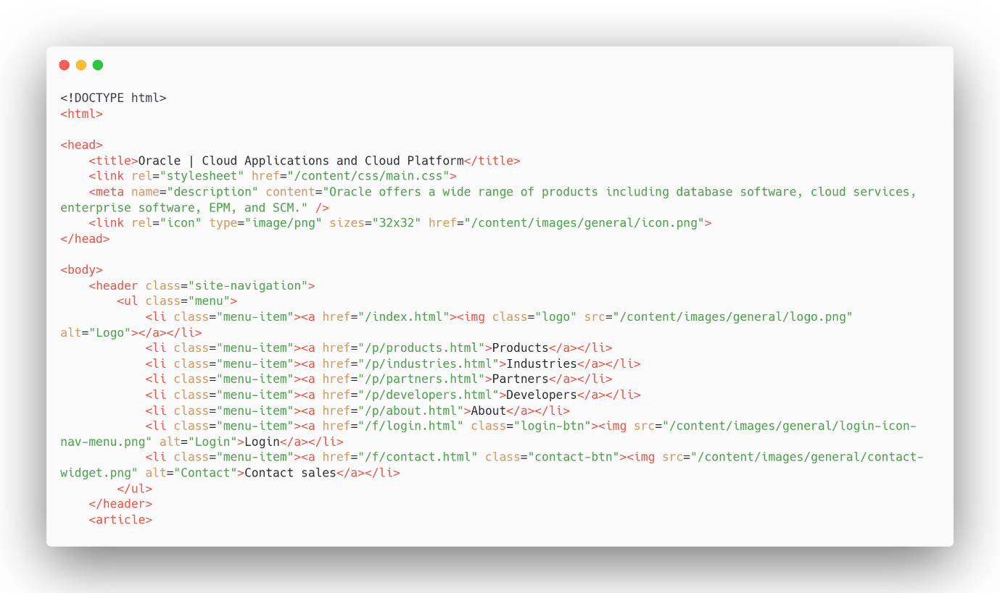 <!DOCTYPE html>
<html>

<head>
    <title>Oracle | Cloud Applications and Cloud Platform</title>
    <link rel="stylesheet" href="/content/css/main.css">
    <meta name="description" content="Oracle offers a wide range of products including database software, cloud services,
enterprise software, EPM, and SCM." />
    <link rel="icon" type="image/png" sizes="32x32" href="/content/images/general/icon.png">
</head>

<body>
    <header class="site-navigation">
        <ul class="menu">
            <li class="menu-item"><a href="/index.html"><img class="logo" src="/content/images/general/logo.png"
alt="Logo"></a></li>
            <li class="menu-item"><a href="/p/products.html">Products</a></li>
            <li class="menu-item"><a href="/p/industries.html">Industries</a></li>
            <li class="menu-item"><a href="/p/partners.html">Partners</a></li>
            <li class="menu-item"><a href="/p/developers.html">Developers</a></li>
            <li class="menu-item"><a href="/p/about.html">About</a></li>
            <li class="menu-item"><a href="/f/login.html" class="login-btn"><img src="/content/images/general/login-icon-
nav-menu.png" alt="Login">Login</a></li>
            <li class="menu-item"><a href="/f/contact.html" class="contact-btn"><img src="/content/images/general/contact-
widget.png" alt="Contact">Contact sales</a></li>
        </ul>
    </header>
    <article>